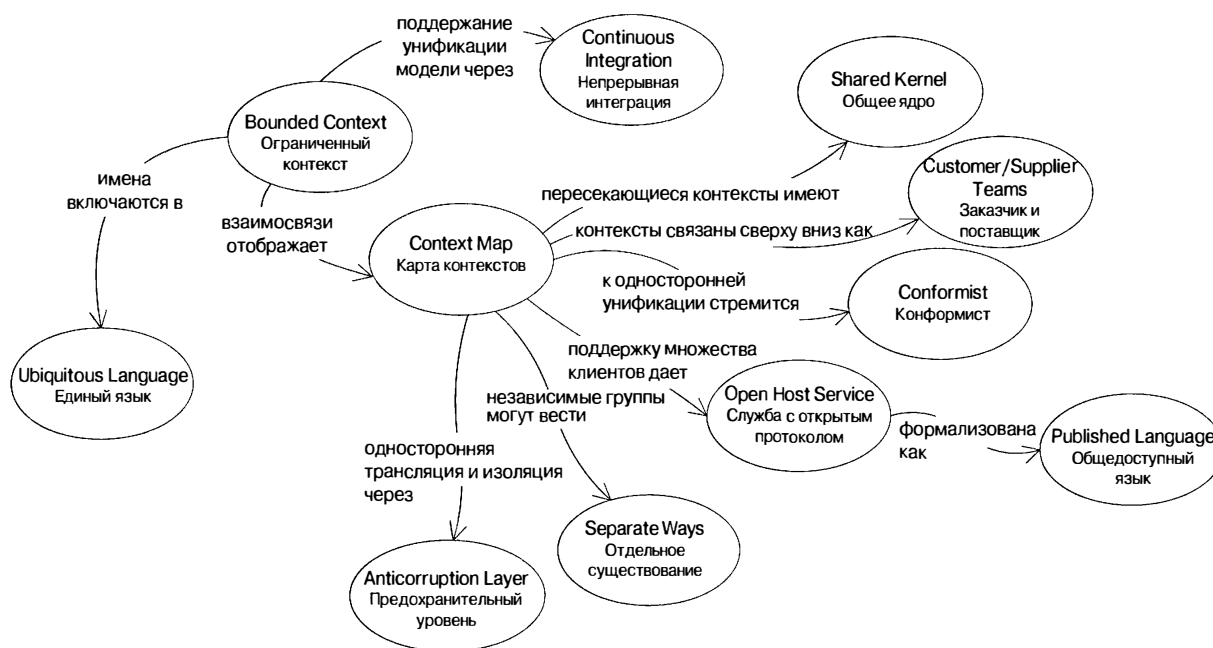 поддержание
унификации
модели через
Continuous
Integration
Непрерывная
интеграция
Shared Kernel
Общее ядро
Bounded Context
Ограниченный
контекст
имена
включаются в
взаимосвязи
отображает
пересекающиеся контексты имеют
Customer/Supplier
Teams
Заказчик и
поставщик
контексты связаны сверху вниз как
Context Map
Карта контекстов
к односторонней
унификации стремится
Conformist
Конформист
Ubiquitous Language
Единый язык
поддержку множества
клиентов дает
независимые группы
могут вести
Open Host Service
Служба с открытым
протоколом
формализована
как
Published Language
Общедоступный
язык
односторонняя
трансляция и изоляция
через
Separate Ways
Отдельное
существование
Anticorruption Layer
Предохранительный
уровень